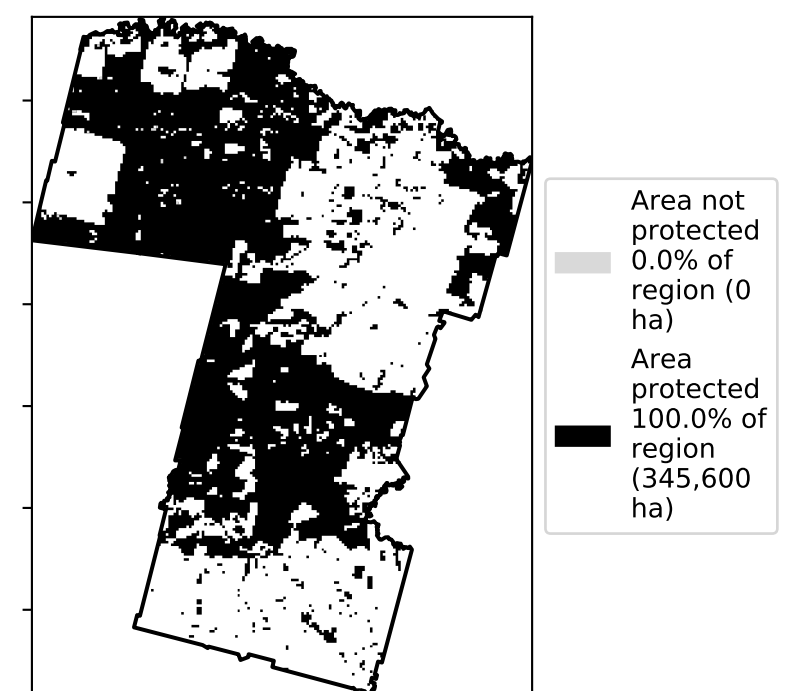 Area not
protected
0.0% of
region (0
ha)
Area
protected
100.0% of
region
(345,600
ha)